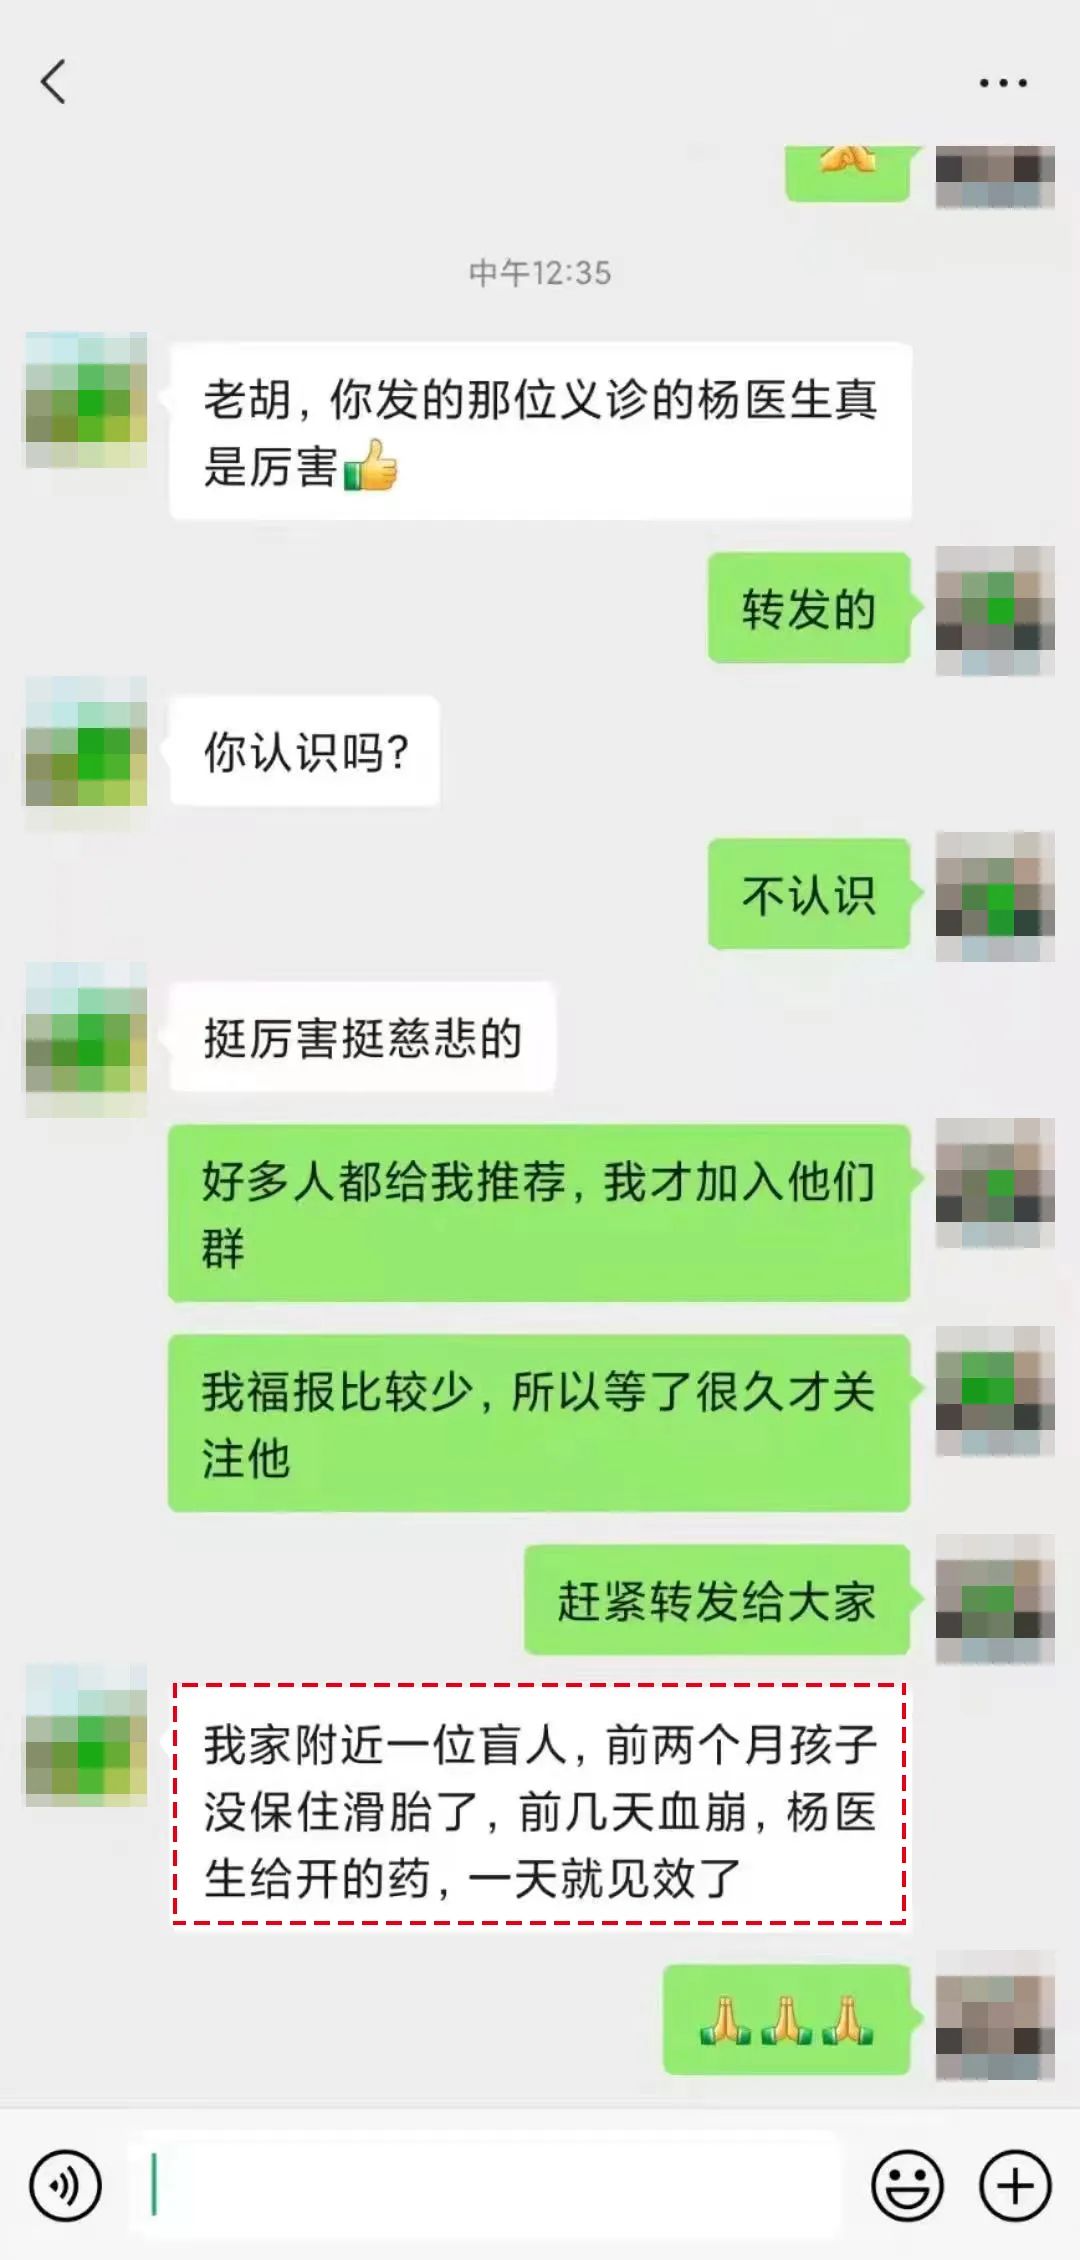 中午12:35
老胡，你发的那位义诊的杨医生真
是厉害👍
转发的
你认识吗?
不认识
挺厉害挺慈悲的
好多人都给我推荐，我才加入他们
群
我福报比较少，所以等了很久才关
注他
赶紧转发给大家
我家附近一位盲人，前两个月孩子
没保住滑胎了，前几天血崩，杨医
生给开的药，一天就见效了
🙏🙏🙏